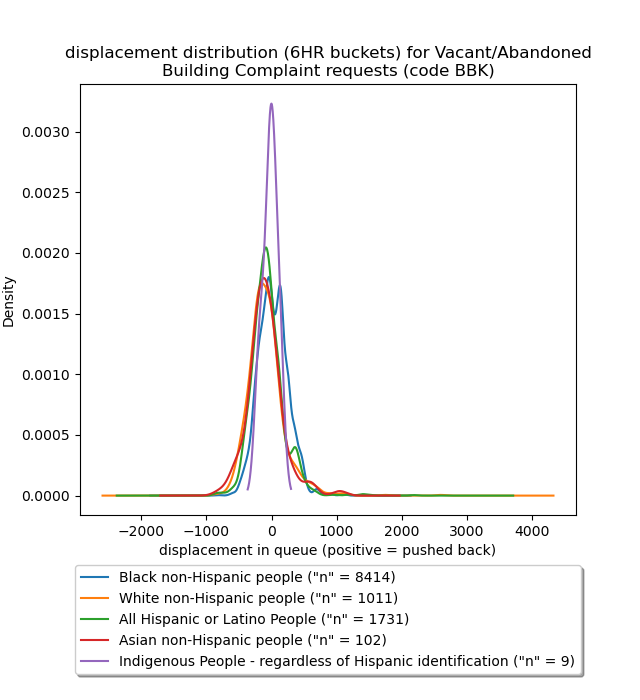 displacement distribution (6HR buckets) for Vacant/Abandoned
Building Complaint requests (code BBK)
0.0030
0.0025
0.0020
0.0015
0.0010
0.0005
0.0000
Density
−2000
−1000
0
1000
2000
3000
4000
displacement in queue (positive = pushed back)
Black non-Hispanic people ("n" = 8414)
White non-Hispanic people ("n" = 1011)
All Hispanic or Latino People ("n" = 1731)
Asian non-Hispanic people ("n" = 102)
Indigenous People - regardless of Hispanic identification ("n" = 9)